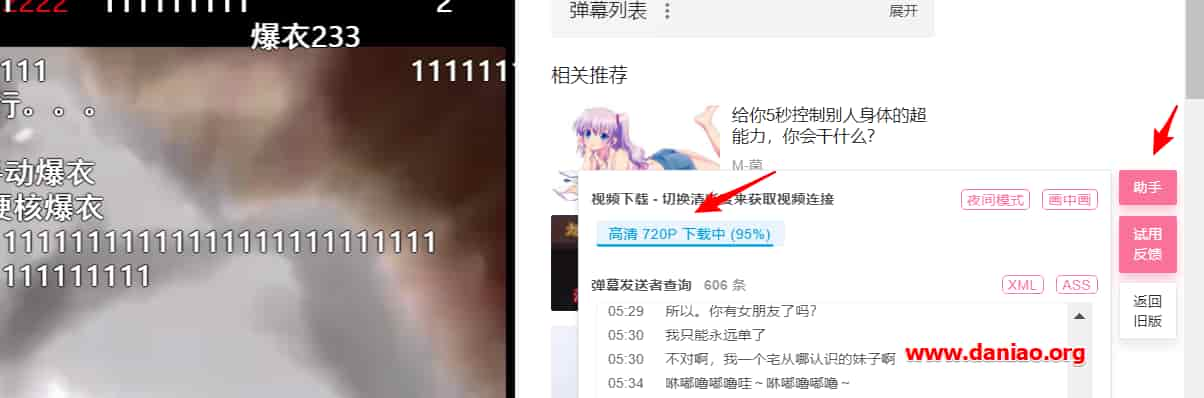 2222 111111111
2
爆衣233
111
1111111
行。。。
动爆衣
硬核爆衣
111111111111111111111111111
111111111
弹幕列表
展开
相关推荐
给你5秒控制别人身体的超
能力，你会干什么？
M-菌
视频下载 - 切换清晰度来获取视频连接
夜间模式
画中画
高清 720P 下载中 (95%)
弹幕发送者查询 606 条
XML
ASS
05:29 所以。你有女朋友了吗?
05:30 我只能永远单了
05:30 不对啊，我一个宅从哪认识的妹子啊
05:34 咻嘟噜嘟噜哇～咻嘟噜嘟噜～
www.daniao.org
助手
试用
反馈
返回
旧版